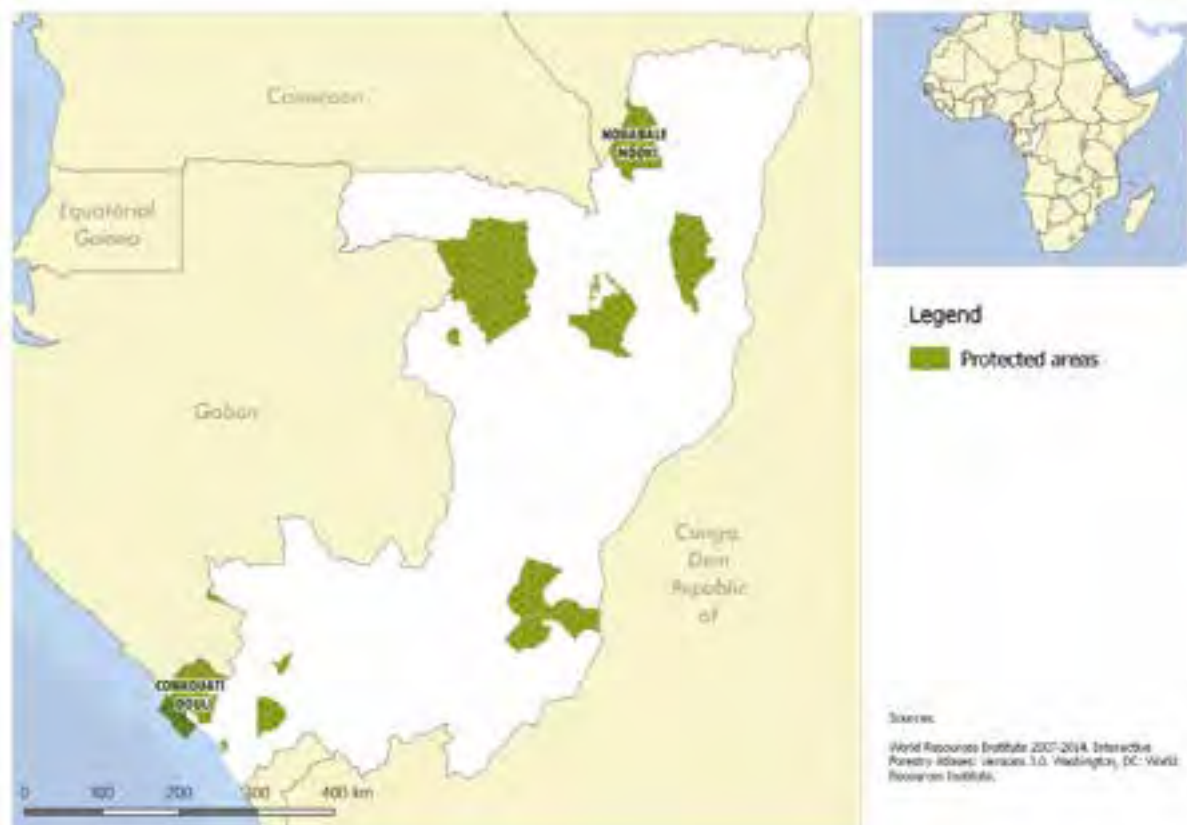 Cameroon
NOUABALE
NDOKI
Equatorial
Guinea
Gabon
Congo,
Dem
Republic
of
CONKOUATI
DOULI
0 100 200 300 400 km
Legend
Protected areas
Sources:
World Resources Institute 2007-2014. Interactive
Forestry Atlases: versions 3.0. Washington, DC: World
Resources Institute.